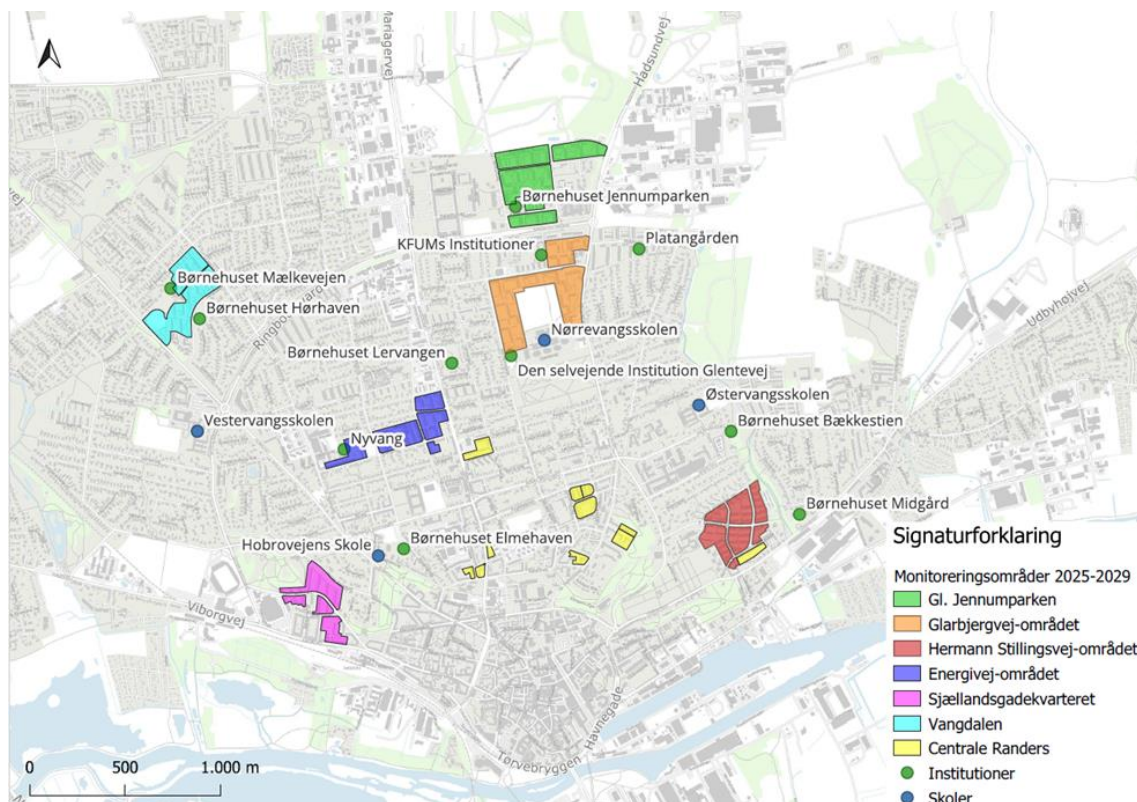 Mariagervej
Hadsundvej
Børnehuset Jennumparken
KFUMs Institutioner
Platangården
Børnehuset Mælkevejen
Børnehuset Hørhaven
Udbyhøjvej
Nørrevangsskolen
Børnehuset Lervangen
Den selvejende Institution Glentevej
Østervangsskolen
Vestervangsskolen
Børnehuset Bækkestien
Nyvang
Børnehuset Midgård
Hobrovejens Skole
Børnehuset Elmehaven
Viborgvej
Havnegade
Tørvebryggen
Signaturforklaring
Monitoreringsområder 2025-2029
Gl. Jennumparken
Glarbjergvej-området
Hermann Stillingsvej-området
Energivej-området
Sjællandsgadekvarteret
Vangdalen
Centrale Randers
Institutioner
Skoler
0 500 1.000 m